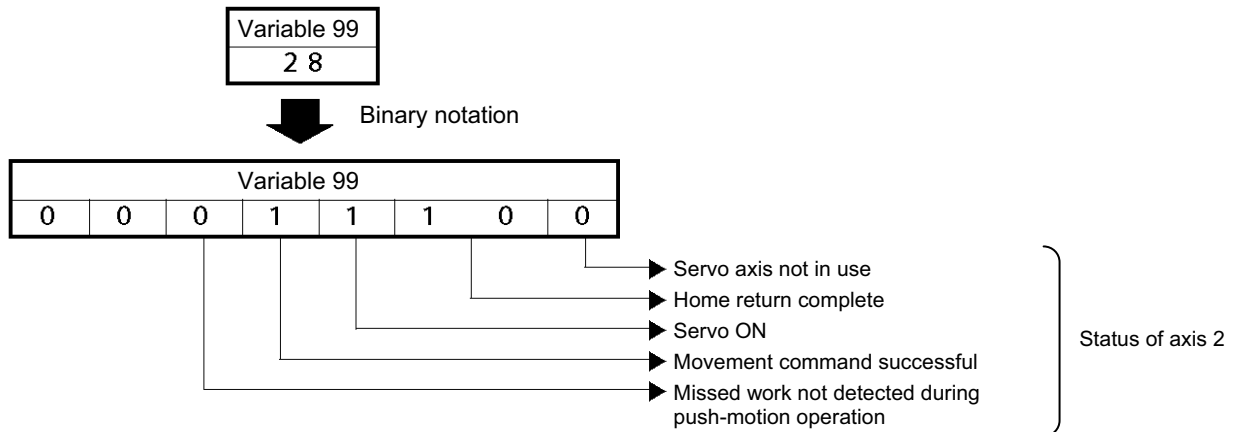 Variable 99
2 8
Binary notation
Variable 99
0 0 0 1 1 1 0 0
Servo axis not in use
Home return complete
Servo ON
Movement command successful
Missed work not detected during
push-motion operation
Status of axis 2